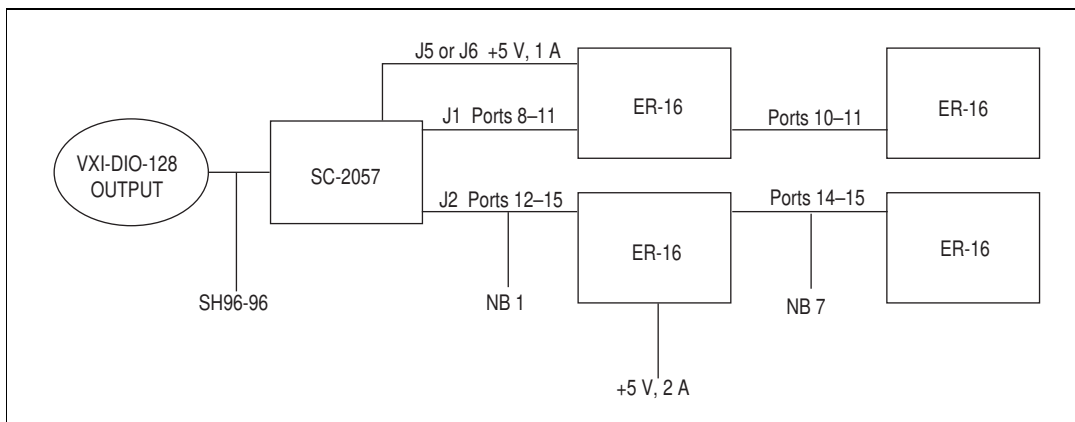 J5 or J6 +5 V, 1 A
ER-16
ER-16
J1 Ports 8–11
Ports 10–11
VXI-DIO-128
OUTPUT
SC-2057
J2 Ports 12–15
Ports 14–15
ER-16
ER-16
SH96-96
NB 1
NB 7
+5 V, 2 A